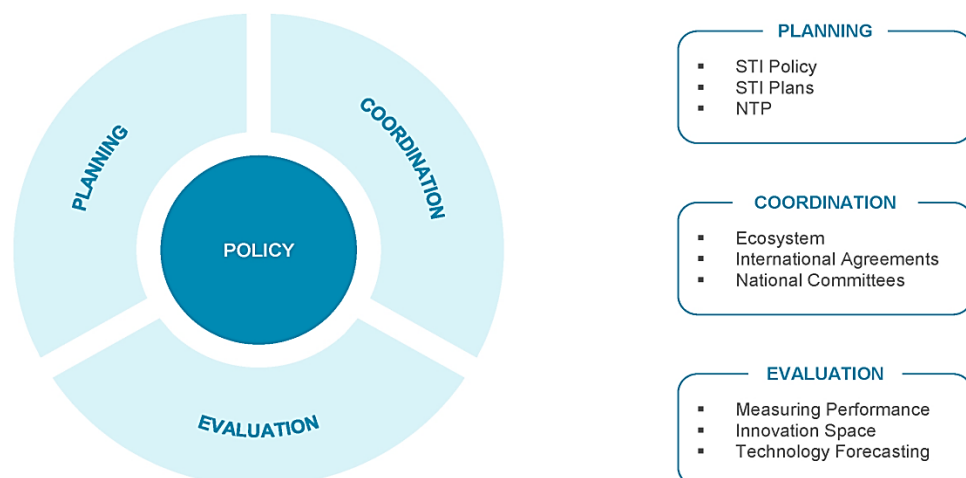 PLANNING
COORDINATION
POLICY
EVALUATION
PLANNING
▪ STI Policy
▪ STI Plans
▪ NTP
COORDINATION
▪ Ecosystem
▪ International Agreements
▪ National Committees
EVALUATION
▪ Measuring Performance
▪ Innovation Space
▪ Technology Forecasting